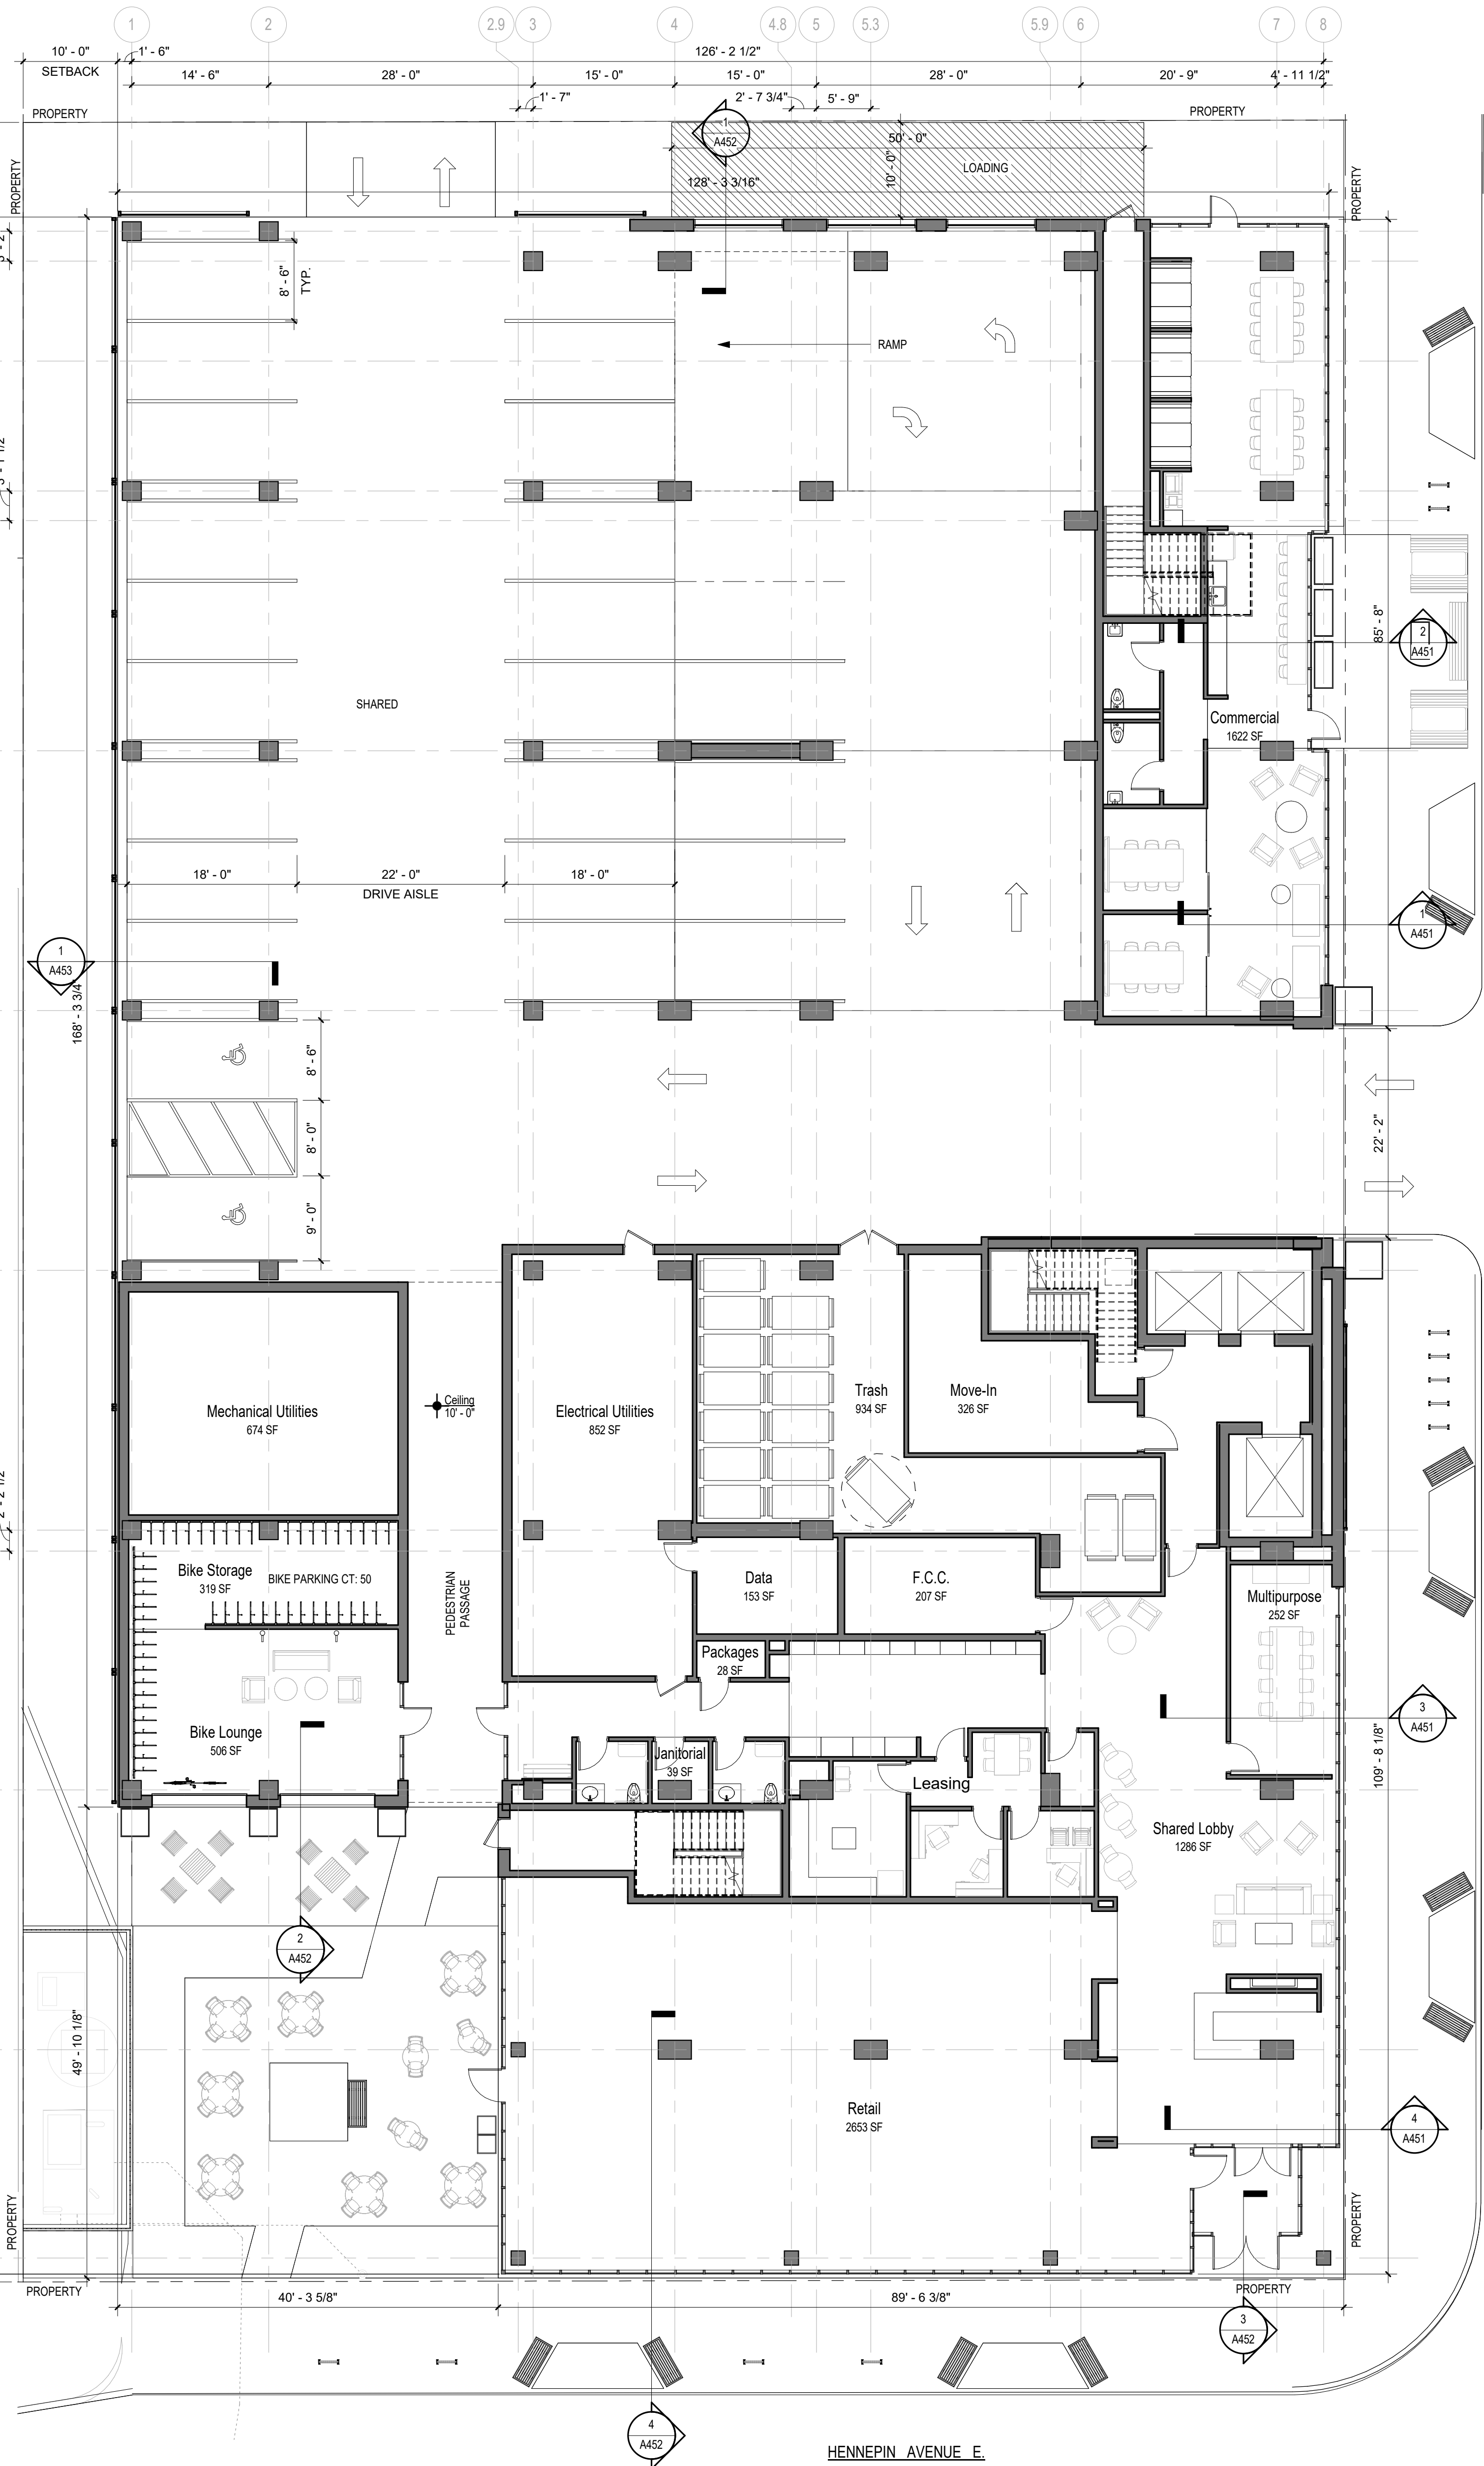 1
2
2.9
3
4
4.8
5
5.3
5.9
6
7
8
10' - 0"
1' - 6"
126' - 2 1/2"
SETBACK
14' - 6"
28' - 0"
15' - 0"
15' - 0"
28' - 0"
20' - 9"
4' - 11 1/2"
1' - 7"
2' - 7 3/4"
5' - 9"
PROPERTY
PROPERTY
1
A452
50' - 0"
LOADING
10' - 0"
128' - 3 3/16"
PROPERTY
PROPERTY
8' - 6"
TYP.
RAMP
85' - 8"
2
A451
SHARED
Commercial
1622 SF
18' - 0"
22' - 0"
18' - 0"
DRIVE AISLE
1
A451
1
A453
168' - 3 3/4"
8' - 6"
8' - 0"
9' - 0"
22' - 2"
Mechanical Utilities
674 SF
Ceiling
10' - 0"
Electrical Utilities
852 SF
Trash
934 SF
Move-In
326 SF
2' - 2 1/2"
Bike Storage
319 SF
BIKE PARKING CT: 50
PEDESTRIAN
PASSAGE
Data
153 SF
F.C.C.
207 SF
Multipurpose
252 SF
Packages
28 SF
3
A451
Bike Lounge
506 SF
Janitorial
39 SF
Leasing
109' - 8 1/8"
Shared Lobby
1286 SF
2
A452
49' - 10 1/8"
Retail
2653 SF
4
A451
PROPERTY
PROPERTY
PROPERTY
PROPERTY
40' - 3 5/8"
89' - 6 3/8"
3
A452
4
A452
HENNEPIN AVENUE E.